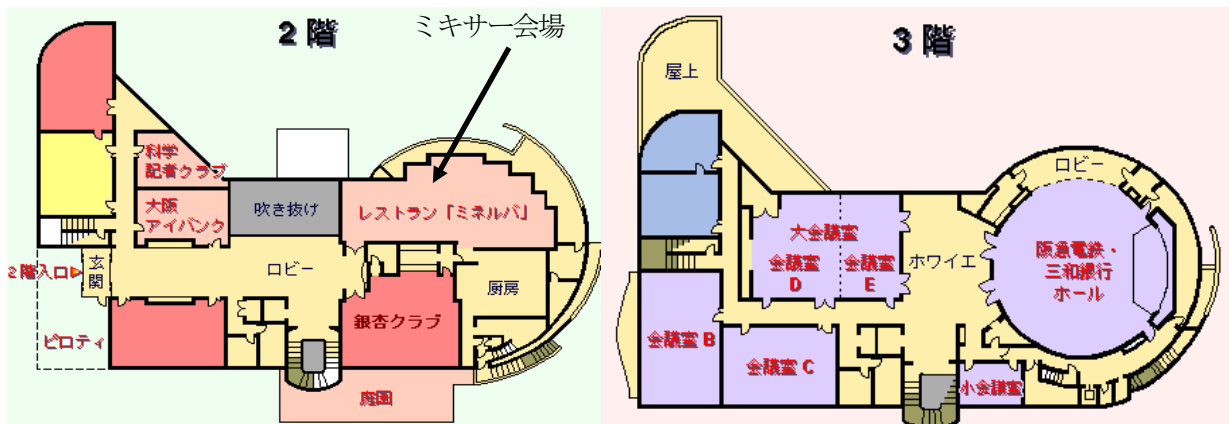 2階
ミキサー会場
科学
記者クラブ
大阪
アイバンク
吹き抜け
レストラン「ミネルバ」
2階入口
玄関
ロビー
厨房
銀杏クラブ
ピロティ
庭園
3階
屋上
ロビー
大会議室
会議室
D
会議室
E
ホワイエ
阪急電鉄・
三和銀行
ホール
会議室 B
会議室 C
小会議室